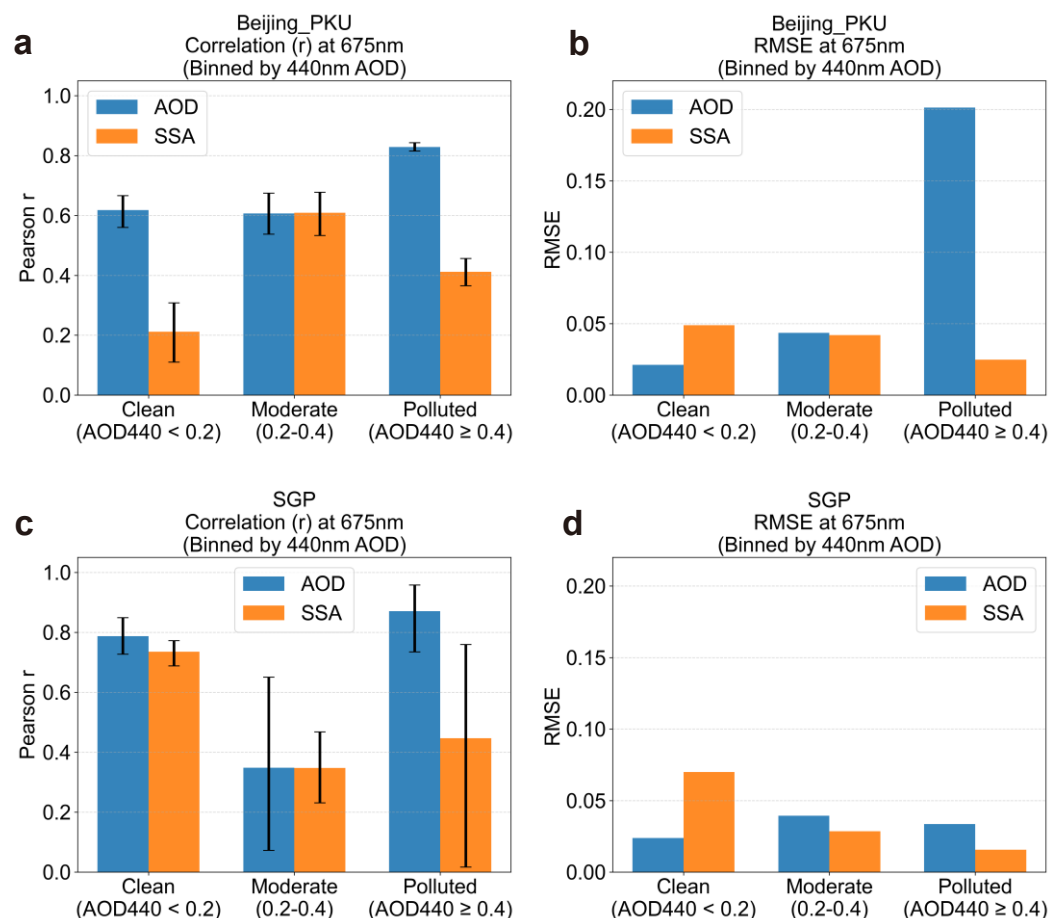 a
Beijing_PKU
Correlation (r) at 675nm
(Binned by 440nm AOD)
1.0
0.8
0.6
0.4
0.2
0.0
Pearson r
AOD
SSA
Clean
(AOD440 < 0.2)
Moderate
(0.2-0.4)
Polluted
(AOD440 ≥ 0.4)
b
Beijing_PKU
RMSE at 675nm
(Binned by 440nm AOD)
0.20
0.15
0.10
0.05
0.00
RMSE
AOD
SSA
Clean
(AOD440 < 0.2)
Moderate
(0.2-0.4)
Polluted
(AOD440 ≥ 0.4)
c
SGP
Correlation (r) at 675nm
(Binned by 440nm AOD)
1.0
0.8
0.6
0.4
0.2
0.0
Pearson r
AOD
SSA
Clean
(AOD440 < 0.2)
Moderate
(0.2-0.4)
Polluted
(AOD440 ≥ 0.4)
d
SGP
RMSE at 675nm
(Binned by 440nm AOD)
0.20
0.15
0.10
0.05
0.00
RMSE
AOD
SSA
Clean
(AOD440 < 0.2)
Moderate
(0.2-0.4)
Polluted
(AOD440 ≥ 0.4)